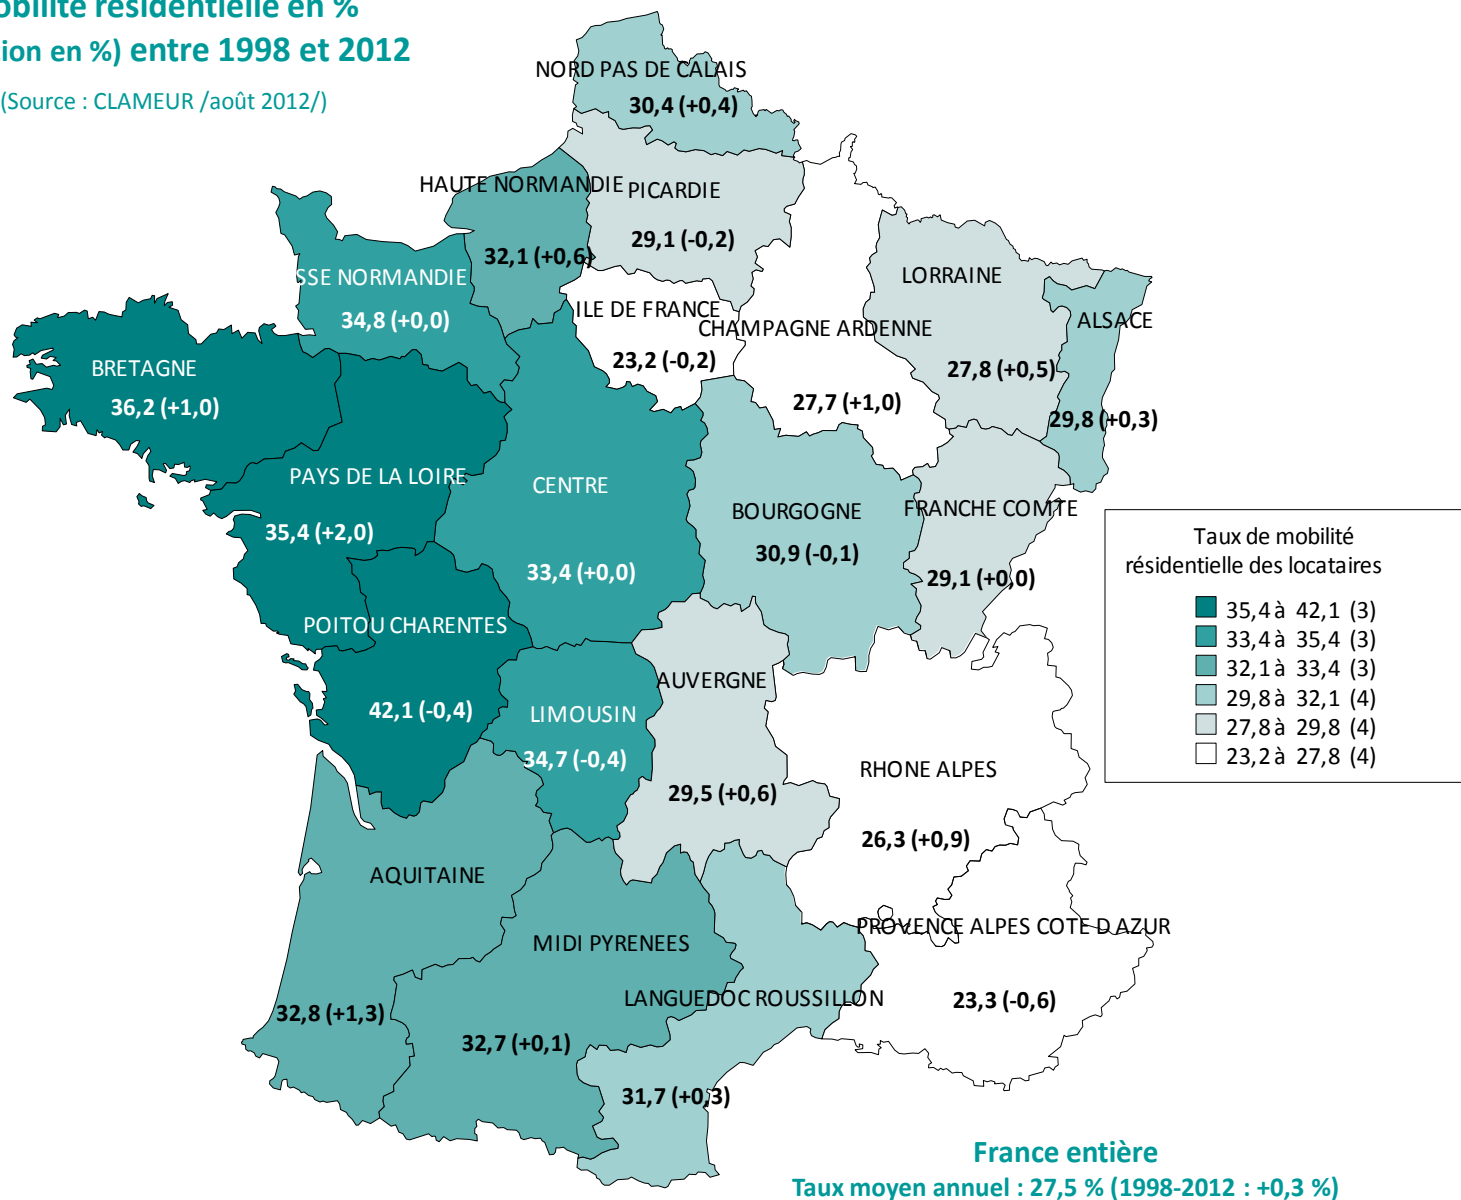 obilité résidentielle en %
tion en %) entre 1998 et 2012
(Source : CLAMEUR /août 2012/)
NORD PAS DE CALAIS
30,4 (+0,4)
HAUTE NORMANDIE
32,1 (+0,6)
PICARDIE
29,1 (-0,2)
SSE NORMANDIE
34,8 (+0,0)
ILE DE FRANCE
23,2 (-0,2)
CHAMPAGNE ARDENNE
27,7 (+1,0)
LORRAINE
27,8 (+0,5)
ALSACE
29,8 (+0,3)
BRETAGNE
36,2 (+1,0)
PAYS DE LA LOIRE
35,4 (+2,0)
CENTRE
33,4 (+0,0)
BOURGOGNE
30,9 (-0,1)
FRANCHE COMTE
29,1 (+0,0)
POITOU CHARENTES
42,1 (-0,4)
LIMOUSIN
34,7 (-0,4)
AUVERGNE
29,5 (+0,6)
RHONE ALPES
26,3 (+0,9)
AQUITAINE
32,8 (+1,3)
MIDI PYRENEES
32,7 (+0,1)
LANGUEDOC ROUSSILLON
31,7 (+0,3)
PROVENCE ALPES COTE D AZUR
23,3 (-0,6)
Taux de mobilité
résidentielle des locataires
35,4 à 42,1 (3)
33,4 à 35,4 (3)
32,1 à 33,4 (3)
29,8 à 32,1 (4)
27,8 à 29,8 (4)
23,2 à 27,8 (4)
France entière
Taux moyen annuel : 27,5 % (1998-2012 : +0,3 %)